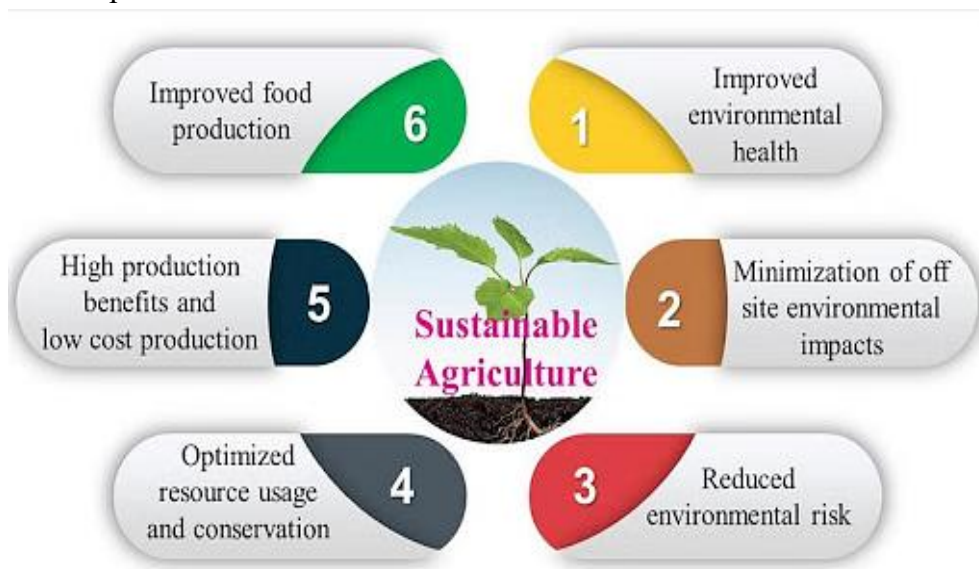 1
Improved
environmental
health
2
Minimization of off
site environmental
impacts
3
Reduced
environmental risk
4
Optimized
resource usage
and conservation
5
High production
benefits and
low cost production
6
Improved food
production
Sustainable
Agriculture